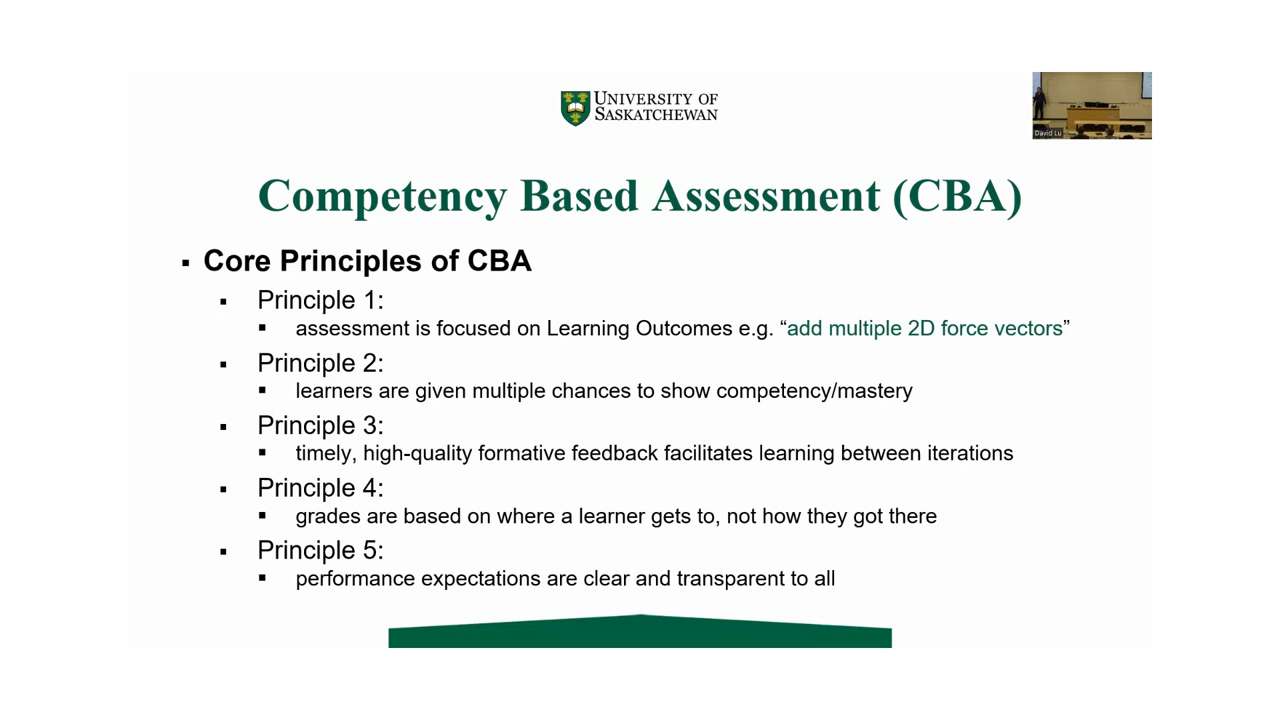 UNIVERSITY OF
SASKATCHEWAN
David Lu
Competency Based Assessment (CBA)
▪ Core Principles of CBA
▪ Principle 1:
▪ assessment is focused on Learning Outcomes e.g. “add multiple 2D force vectors”
▪ Principle 2:
▪ learners are given multiple chances to show competency/mastery
▪ Principle 3:
▪ timely, high-quality formative feedback facilitates learning between iterations
▪ Principle 4:
▪ grades are based on where a learner gets to, not how they got there
▪ Principle 5:
▪ performance expectations are clear and transparent to all